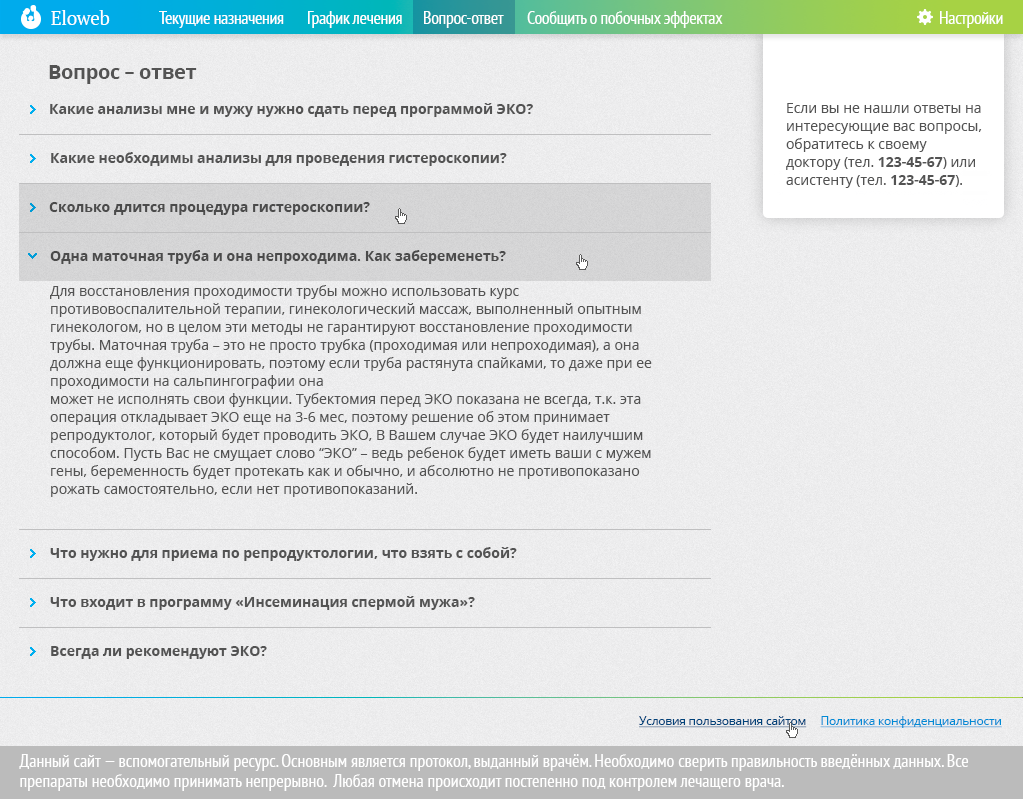 Eloweb
Текущие назначения
График лечения
Вопрос-ответ
Сообщить о побочных эффектах
Настройки
Вопрос – ответ
Какие анализы мне и мужу нужно сдать перед программой ЭКО?
Какие необходимы анализы для проведения гистероскопии?
Сколько длится процедура гистероскопии?
Одна маточная труба и она непроходима. Как забеременеть?
Для восстановления проходимости трубы можно использовать курс
противовоспалительной терапии, гинекологический массаж, выполненный опытным
гинекологом, но в целом эти методы не гарантируют восстановление проходимости
трубы. Маточная труба – это не просто трубка (проходимая или непроходимая), а она
должна еще функционировать, поэтому если труба растянута спайками, то даже при ее
проходимости на сальпингографии она
может не исполнять свои функции. Тубектомия перед ЭКО показана не всегда, т.к. эта
операция откладывает ЭКО еще на 3-6 мес, поэтому решение об этом принимает
репродуктолог, который будет проводить ЭКО, В Вашем случае ЭКО будет наилучшим
способом. Пусть Вас не смущает слово “ЭКО” – ведь ребенок будет иметь ваши с мужем
гены, беременность будет протекать как и обычно, и абсолютно не противопоказано
рожать самостоятельно, если нет противопоказаний.
Что нужно для приема по репродуктологии, что взять с собой?
Что входит в программу «Инсеминация спермой мужа»?
Всегда ли рекомендуют ЭКО?
Если вы не нашли ответы на
интересующие вас вопросы,
обратитесь к своему
доктору (тел. 123-45-67) или
асистенту (тел. 123-45-67).
Условия пользования сайтом
Политика конфиденциальности
Данный сайт — вспомогательный ресурс. Основным является протокол, выданный врачём. Необходимо сверить правильность введённых данных. Все
препараты необходимо принимать непрерывно. Любая отмена происходит постепенно под контролем лечащего врача.